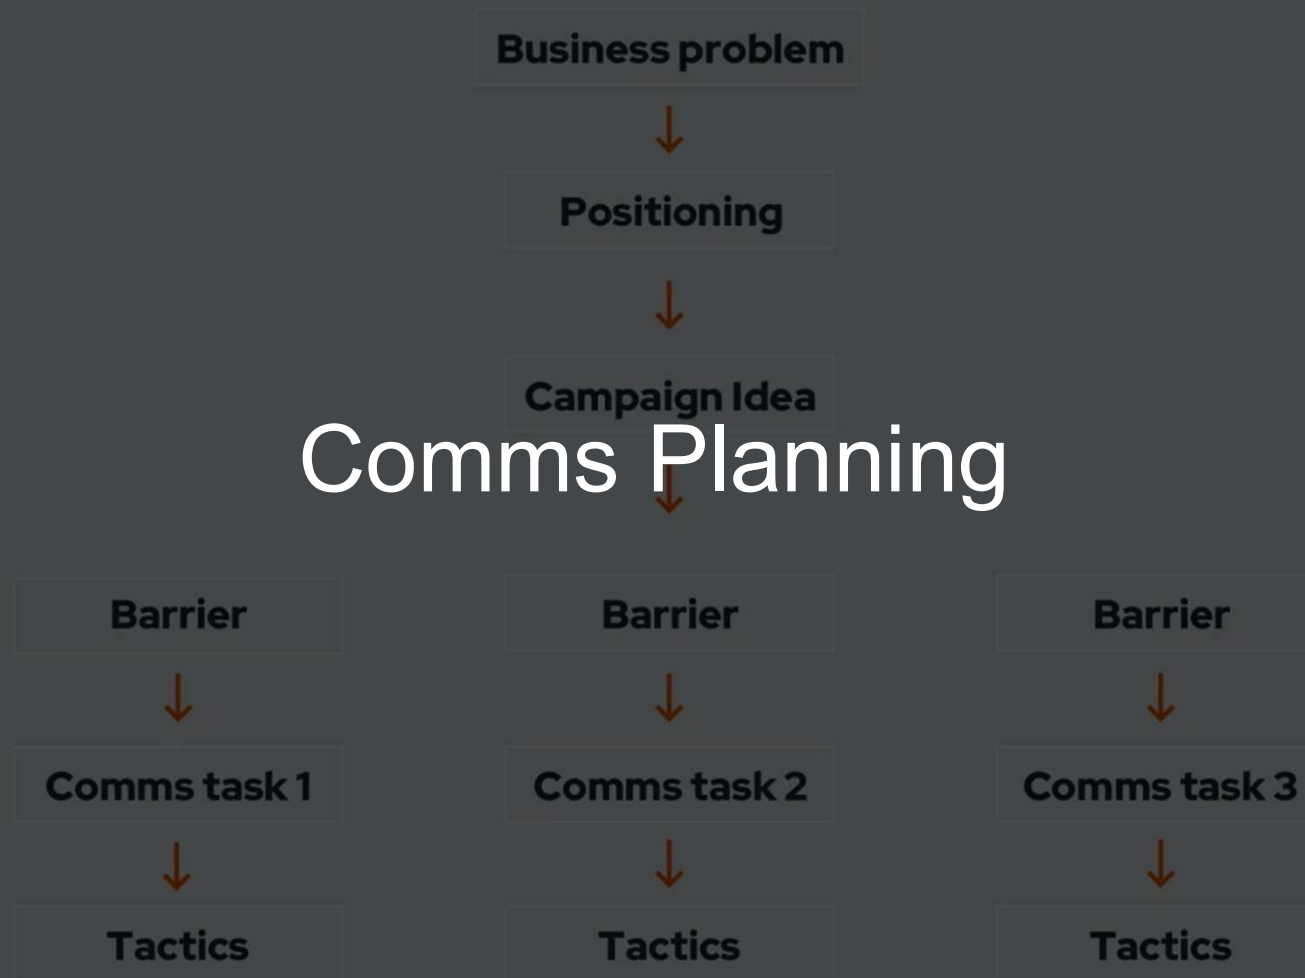 Business problem
Positioning
Campaign Idea
Comms Planning
Barrier Barrier Barrier
Comms task 1 Comms task 2 Comms task 3
Tactics Tactics Tactics